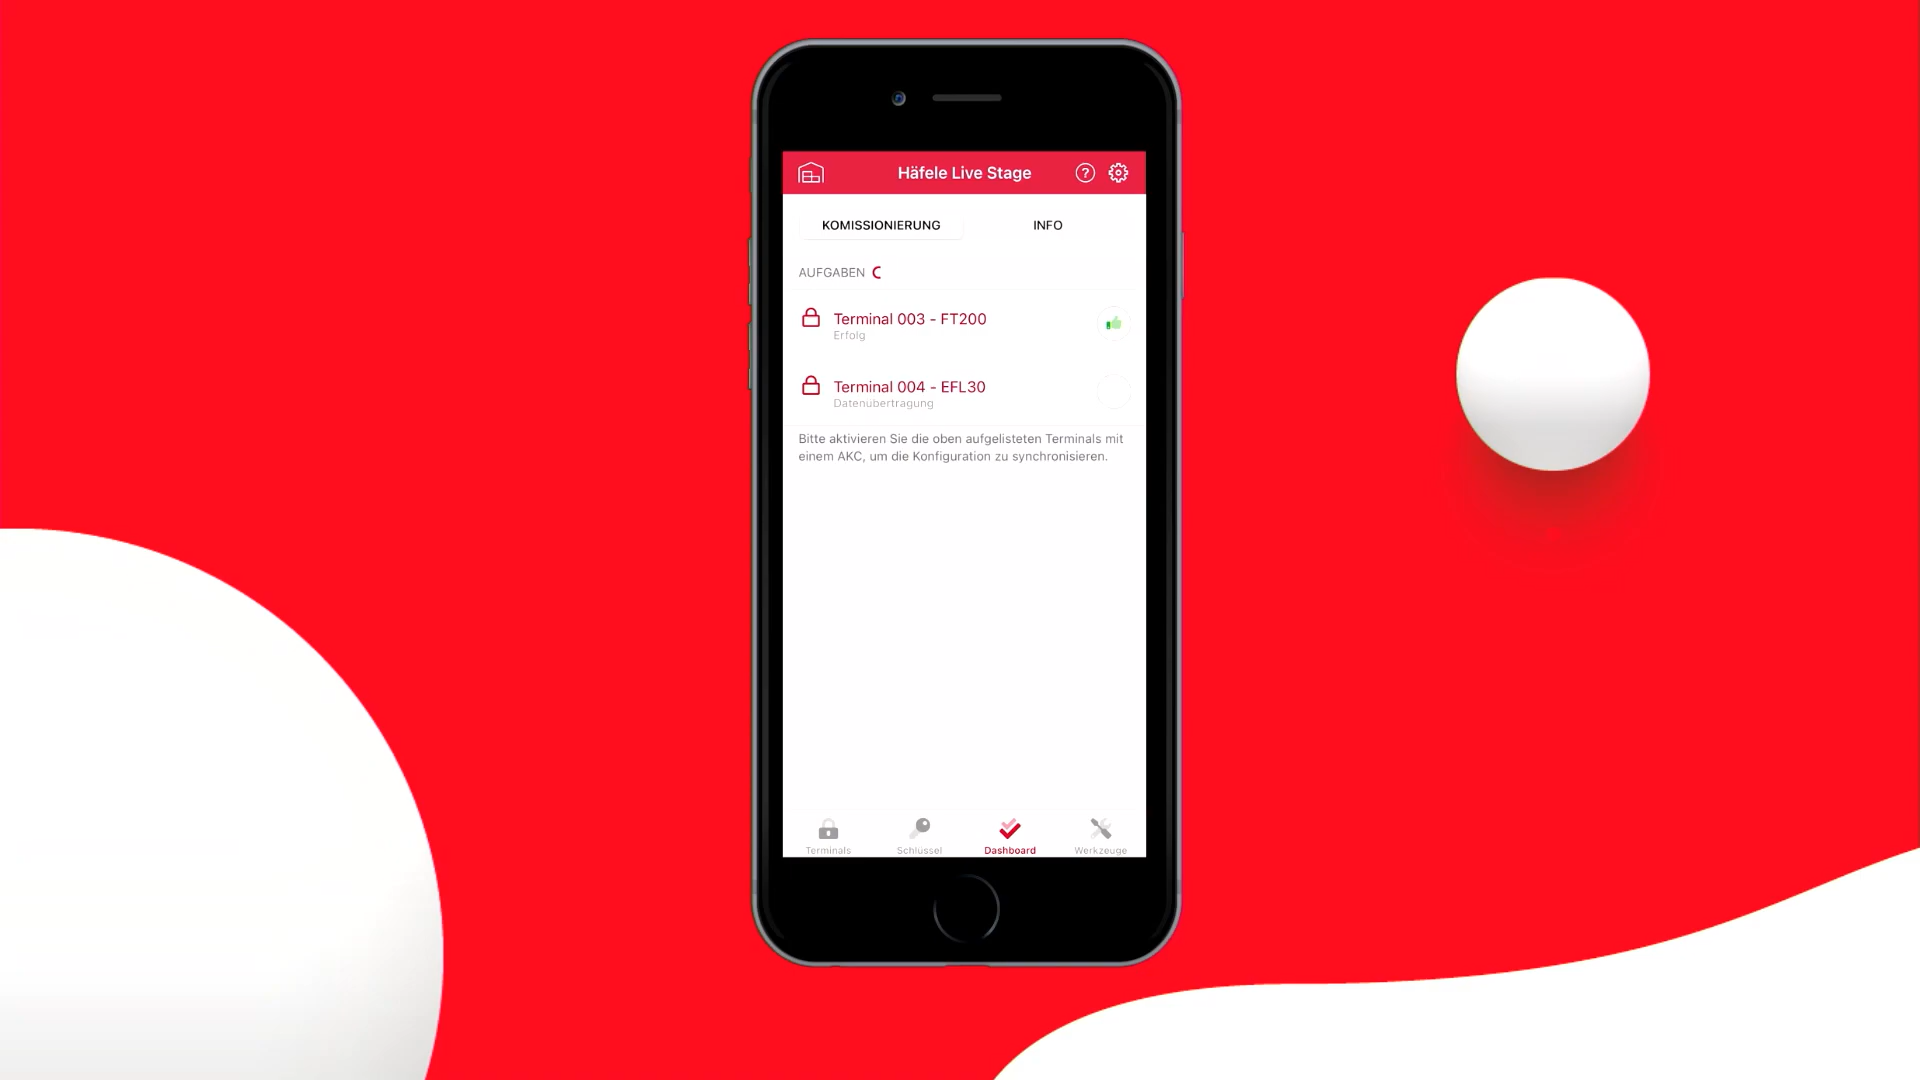 Häfele Live Stage
KOMISSIONIERUNG
INFO
AUFGABEN
Terminal 003 - FT200
Erfolg
Terminal 004 - EFL30
Datenübertragung
Bitte aktivieren Sie die oben aufgelisteten Terminals mit
einem AKC, um die Konfiguration zu synchronisieren.
Terminals
Schlüssel
Dashboard
Werkzeuge